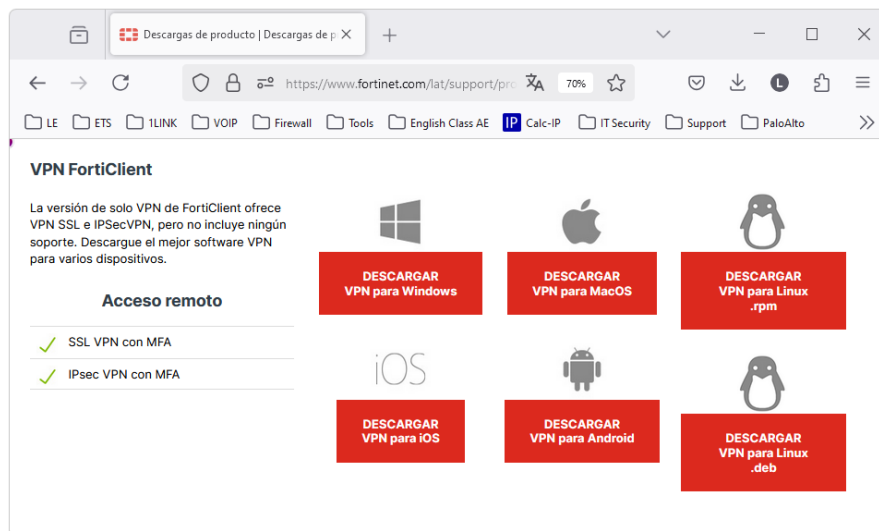 Descargas de producto | Descargas de p
https://www.fortinet.com/lat/support/pro
70%
L
LE
ETS
1LINK
VOIP
Firewall
Tools
English Class AE
IP Calc-IP
IT Security
Support
PaloAlto
VPN FortiClient
La versión de solo VPN de FortiClient ofrece
VPN SSL e IPSecVPN, pero no incluye ningún
soporte. Descargue el mejor software VPN
para varios dispositivos.
Acceso remoto
SSL VPN con MFA
IPsec VPN con MFA
DESCARGAR
VPN para Windows
DESCARGAR
VPN para MacOS
DESCARGAR
VPN para Linux
.rpm
iOS
DESCARGAR
VPN para iOS
DESCARGAR
VPN para Android
DESCARGAR
VPN para Linux
.deb